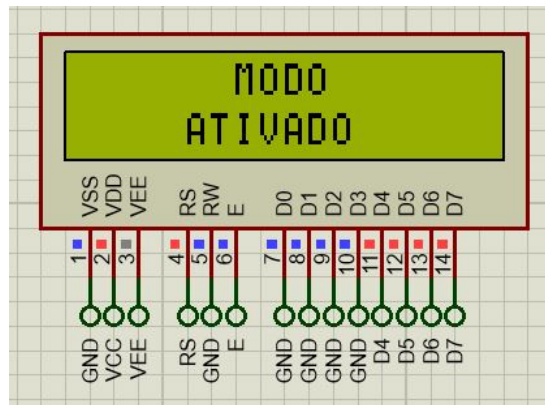 MODO
ATIVADO
VSS VDD VEE RS RW E D0 D1 D2 D3 D4 D5 D6 D7
1 2 3 4 5 6 7 8 9 10 11 12 13 14
GND VCC VEE RS GND E GND GND GND GND D4 D5 D6 D7